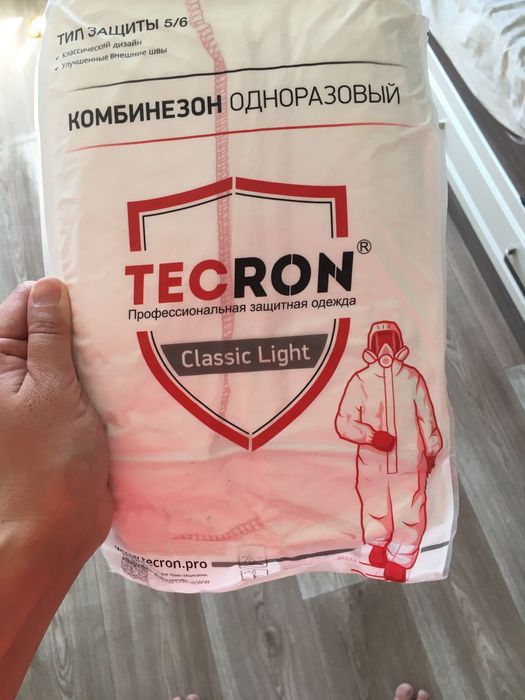 ТИП ЗАЩИТЫ 5/6
✓ Классический дизайн
✓ Улучшенные внешние швы
КОМБИНЕЗОН ОДНОРАЗОВЫЙ
TECRON®
Профессиональная защитная одежда
Classic Light
www.tecron.pro